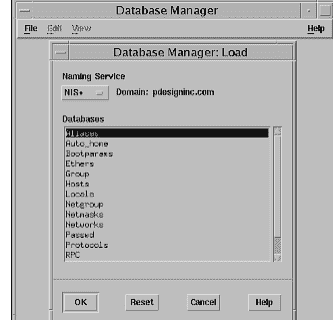 Database Manager
File Edit View Help
Database Manager: Load
Naming Service
NIS+ Domain: pdesigninc.com
Databases
Aliases
Auto_home
Bootparams
Ethers
Group
Hosts
Locale
Netgroup
Netmasks
Networks
Passwd
Protocols
RPC
OK Reset Cancel Help